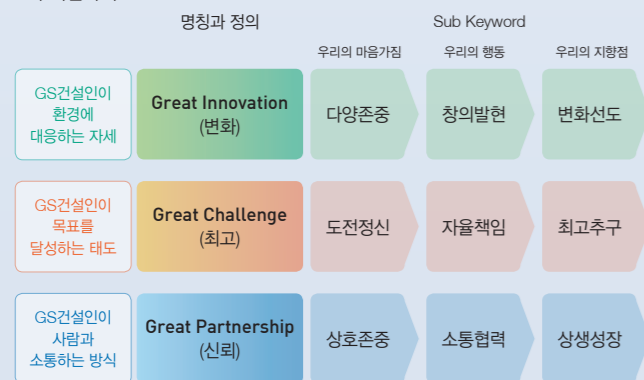 명칭과 정의
Sub Keyword
우리의 마음가짐
우리의 행동
우리의 지향점
GS건설인이
환경에
대응하는 자세
Great Innovation
(변화)
다양존중
창의발현
변화선도
GS건설인이
목표를
달성하는 태도
Great Challenge
(최고)
도전정신
자율책임
최고추구
GS건설인이
사람과
소통하는 방식
Great Partnership
(신뢰)
상호존중
소통협력
상생성장